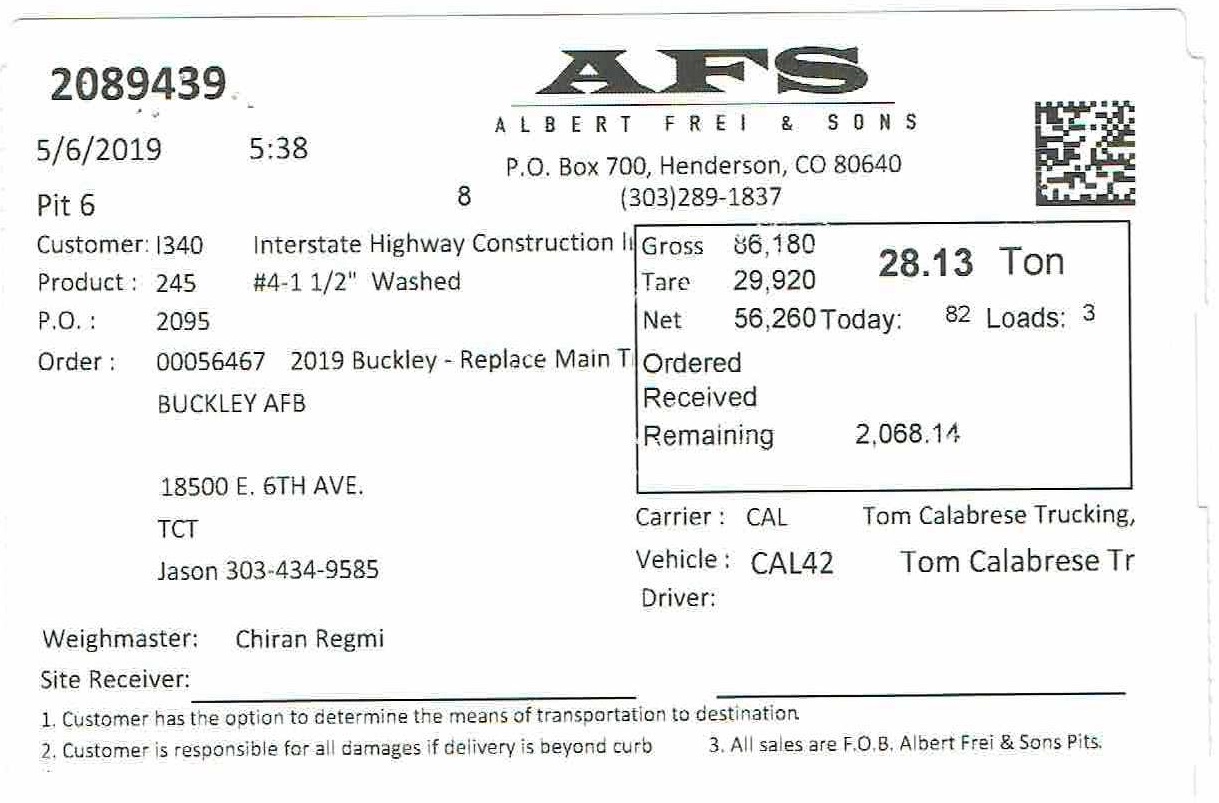 2089439
AFS
ALBERT FREI & SONS
5/6/2019 5:38
P.O. Box 700, Henderson, CO 80640
Pit 6 8 (303)289-1837
Customer: I340 Interstate Highway Construction I
Product : 245 #4-1 1/2" Washed
P.O. : 2095
Order : 00056467 2019 Buckley - Replace Main T
BUCKLEY AFB
18500 E. 6TH AVE.
TCT
Jason 303-434-9585
Gross 86,180 28.13 Ton
Tare 29,920
Net 56,260 Today: 82 Loads: 3
Ordered
Received
Remaining 2,068.14
Carrier : CAL Tom Calabrese Trucking,
Vehicle : CAL42 Tom Calabrese Tr
Driver:
Weighmaster: Chiran Regmi
Site Receiver:
1. Customer has the option to determine the means of transportation to destination
2. Customer is responsible for all damages if delivery is beyond curb 3. All sales are F.O.B. Albert Frei & Sons Pits.